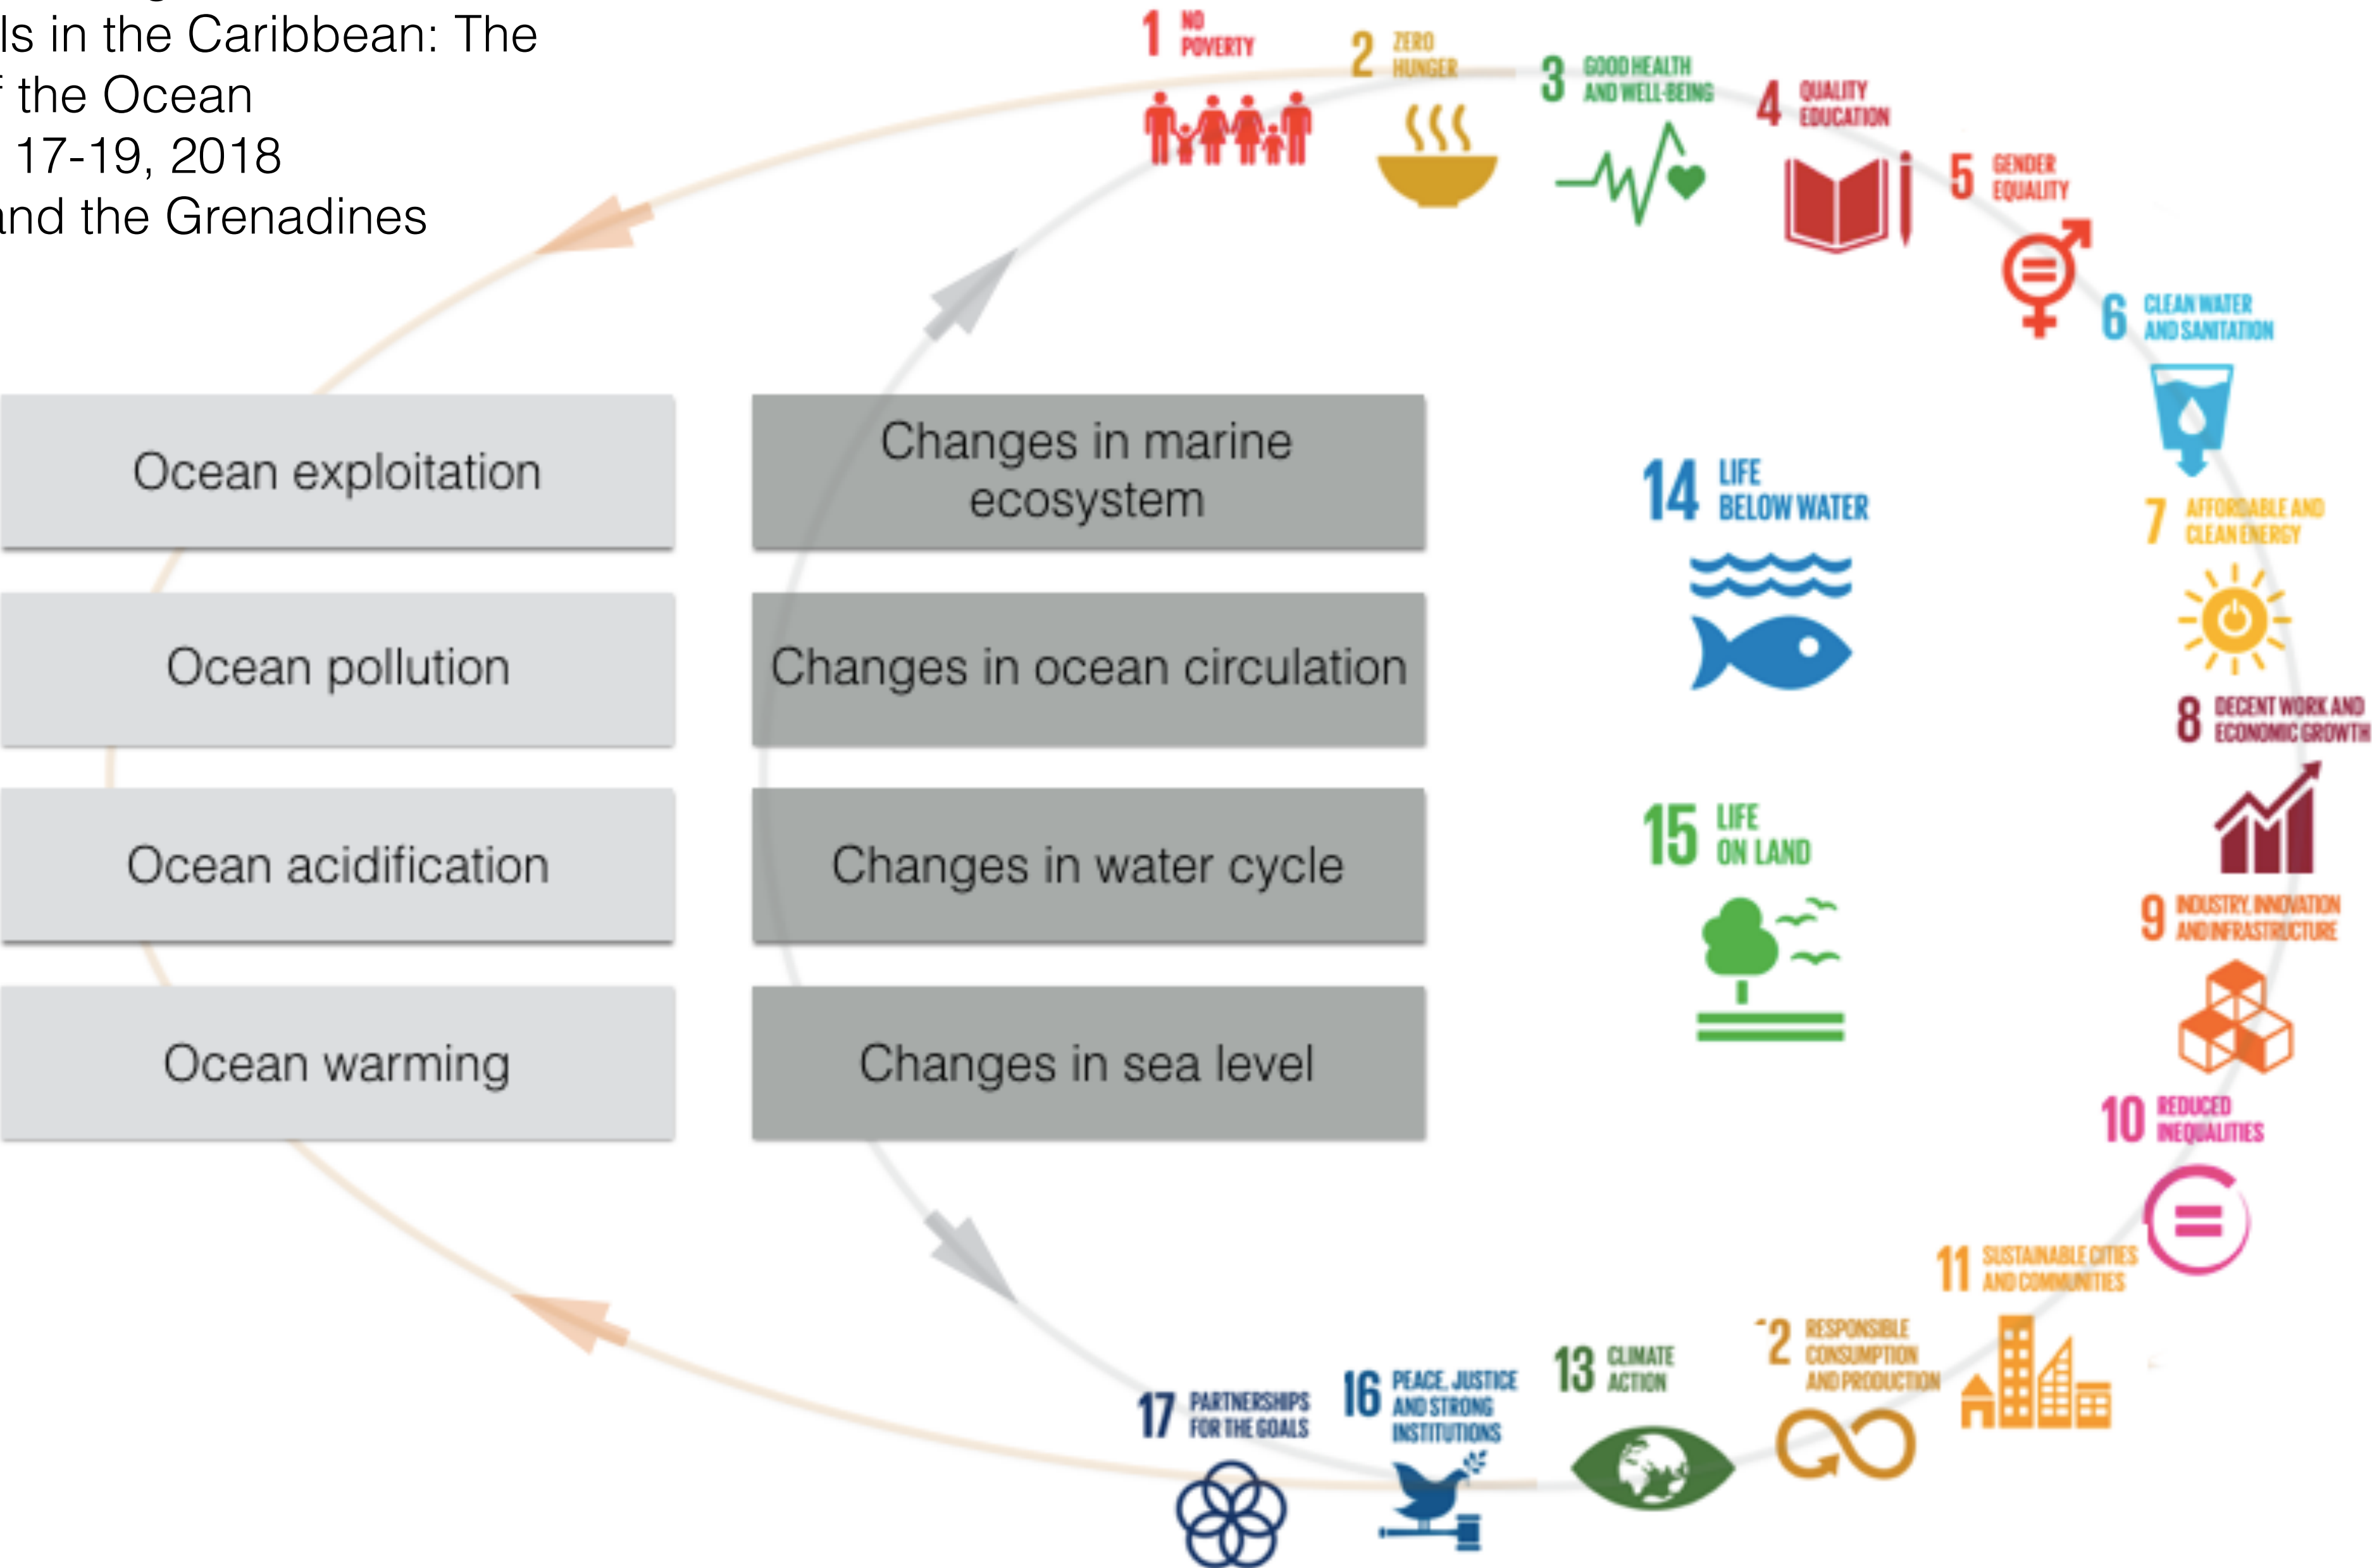 ls in the Caribbean: The
f the Ocean
17-19, 2018
and the Grenadines
1 NO
POVERTY
2 ZERO
HUNGER
3 GOOD HEALTH
AND WELL-BEING
4 QUALITY
EDUCATION
5 GENDER
EQUALITY
6 CLEAN WATER
AND SANITATION
Ocean exploitation
Changes in marine
ecosystem
14 LIFE
BELOW WATER
7 AFFORDABLE AND
CLEAN ENERGY
Ocean pollution
Changes in ocean circulation
8 DECENT WORK AND
ECONOMIC GROWTH
Ocean acidification
Changes in water cycle
15 LIFE
ON LAND
9 INDUSTRY, INNOVATION
AND INFRASTRUCTURE
Ocean warming
Changes in sea level
10 REDUCED
INEQUALITIES
11 SUSTAINABLE CITIES
AND COMMUNITIES
2 RESPONSIBLE
CONSUMPTION
AND PRODUCTION
13 CLIMATE
ACTION
16 PEACE, JUSTICE
AND STRONG
INSTITUTIONS
17 PARTNERSHIPS
FOR THE GOALS